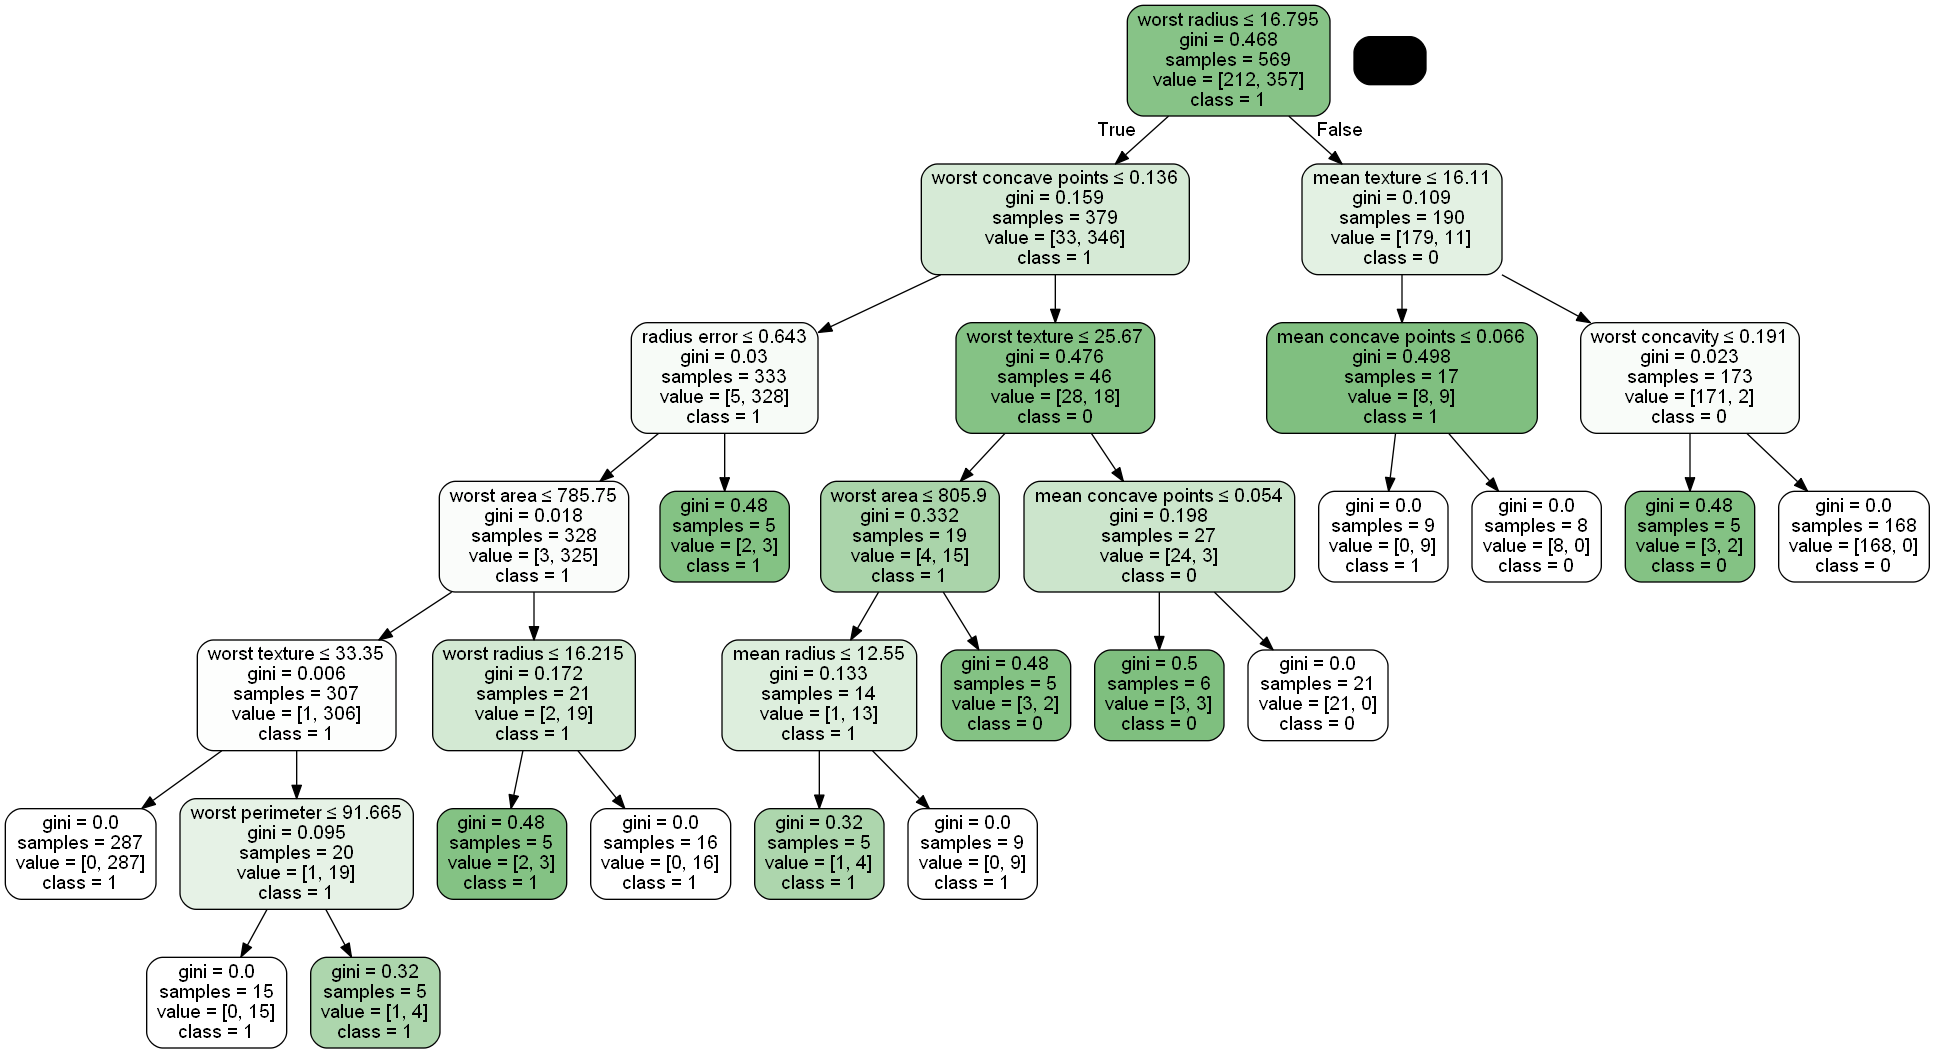 worst radius ≤ 16.795
gini = 0.468
samples = 569
value = [212, 357]
class = 1
True
False
worst concave points ≤ 0.136
gini = 0.159
samples = 379
value = [33, 346]
class = 1
mean texture ≤ 16.11
gini = 0.109
samples = 190
value = [179, 11]
class = 0
radius error ≤ 0.643
gini = 0.03
samples = 333
value = [5, 328]
class = 1
worst texture ≤ 25.67
gini = 0.476
samples = 46
value = [28, 18]
class = 0
mean concave points ≤ 0.066
gini = 0.498
samples = 17
value = [8, 9]
class = 1
worst concavity ≤ 0.191
gini = 0.023
samples = 173
value = [171, 2]
class = 0
worst area ≤ 785.75
gini = 0.018
samples = 328
value = [3, 325]
class = 1
gini = 0.48
samples = 5
value = [2, 3]
class = 1
worst area ≤ 805.9
gini = 0.332
samples = 19
value = [4, 15]
class = 1
mean concave points ≤ 0.054
gini = 0.198
samples = 27
value = [24, 3]
class = 0
gini = 0.0
samples = 9
value = [0, 9]
class = 1
gini = 0.0
samples = 8
value = [8, 0]
class = 0
gini = 0.48
samples = 5
value = [3, 2]
class = 0
gini = 0.0
samples = 168
value = [168, 0]
class = 0
worst texture ≤ 33.35
gini = 0.006
samples = 307
value = [1, 306]
class = 1
worst radius ≤ 16.215
gini = 0.172
samples = 21
value = [2, 19]
class = 1
mean radius ≤ 12.55
gini = 0.133
samples = 14
value = [1, 13]
class = 1
gini = 0.48
samples = 5
value = [3, 2]
class = 0
gini = 0.5
samples = 6
value = [3, 3]
class = 0
gini = 0.0
samples = 21
value = [21, 0]
class = 0
gini = 0.0
samples = 287
value = [0, 287]
class = 1
worst perimeter ≤ 91.665
gini = 0.095
samples = 20
value = [1, 19]
class = 1
gini = 0.48
samples = 5
value = [2, 3]
class = 1
gini = 0.0
samples = 16
value = [0, 16]
class = 1
gini = 0.32
samples = 5
value = [1, 4]
class = 1
gini = 0.0
samples = 9
value = [0, 9]
class = 1
gini = 0.0
samples = 15
value = [0, 15]
class = 1
gini = 0.32
samples = 5
value = [1, 4]
class = 1